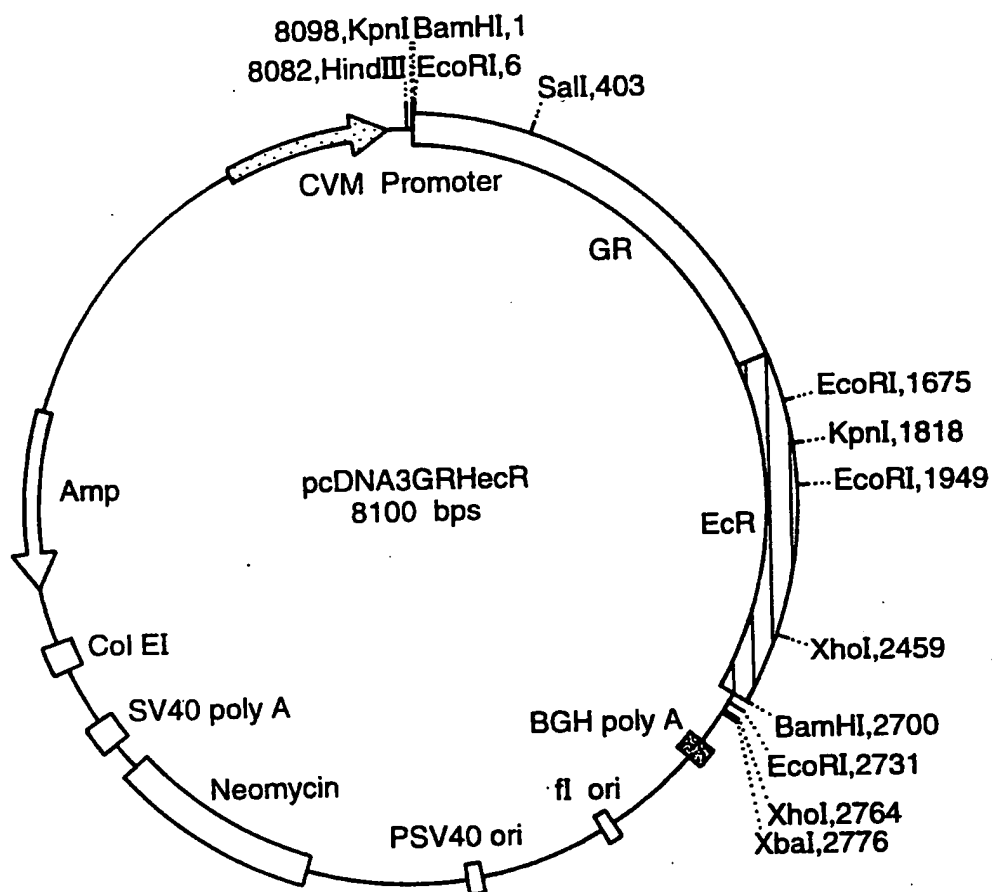 8098,KpnI BamHI,1
8082,HindIII EcoRI,6
SalI,403
CVM Promoter
GR
EcoRI,1675
KpnI,1818
EcoRI,1949
Amp
pcDNA3GRHecR
8100 bps
EcR
Col EI
XhoI,2459
SV40 poly A
BGH poly A
BamHI,2700
EcoRI,2731
Neomycin
fI ori
XhoI,2764
PSV40 ori
XbaI,2776